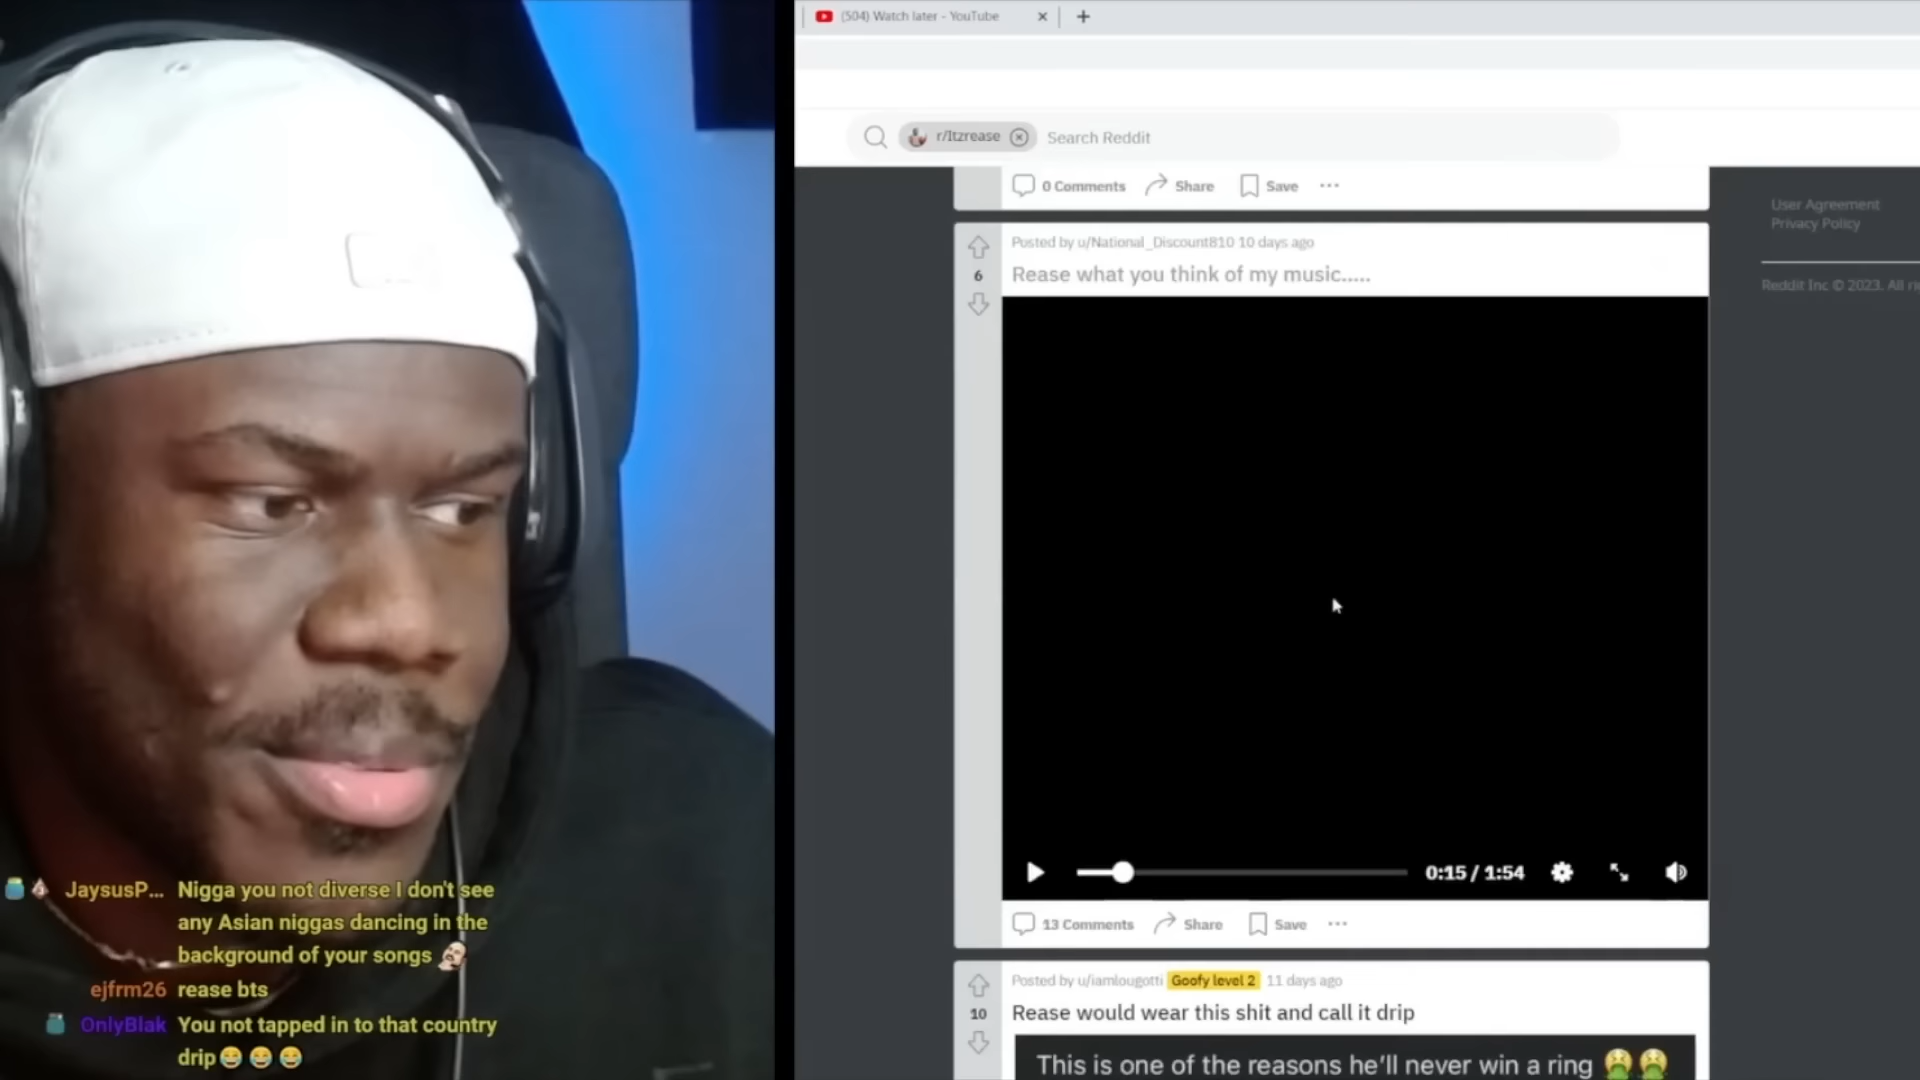 (504) Watch later - YouTube
r/Itzrease
Search Reddit
0 Comments
Share
Save
User Agreement
Privacy Policy
Reddit Inc © 2023. All
Posted by u/National_Discount810 10 days ago
6
Rease what you think of my music.....
0:15 / 1:54
13 Comments
Share
Save
Posted by u/iamlougotti Goofy level 2 11 days ago
10
Rease would wear this shit and call it drip
This is one of the reasons he'll never win a ring 🤮🤮
JaysusP... Nigga you not diverse I don't see
any Asian niggas dancing in the
background of your songs
ejfrm26 rease bts
OnlyBlak You not tapped in to that country
drip😂😂😂